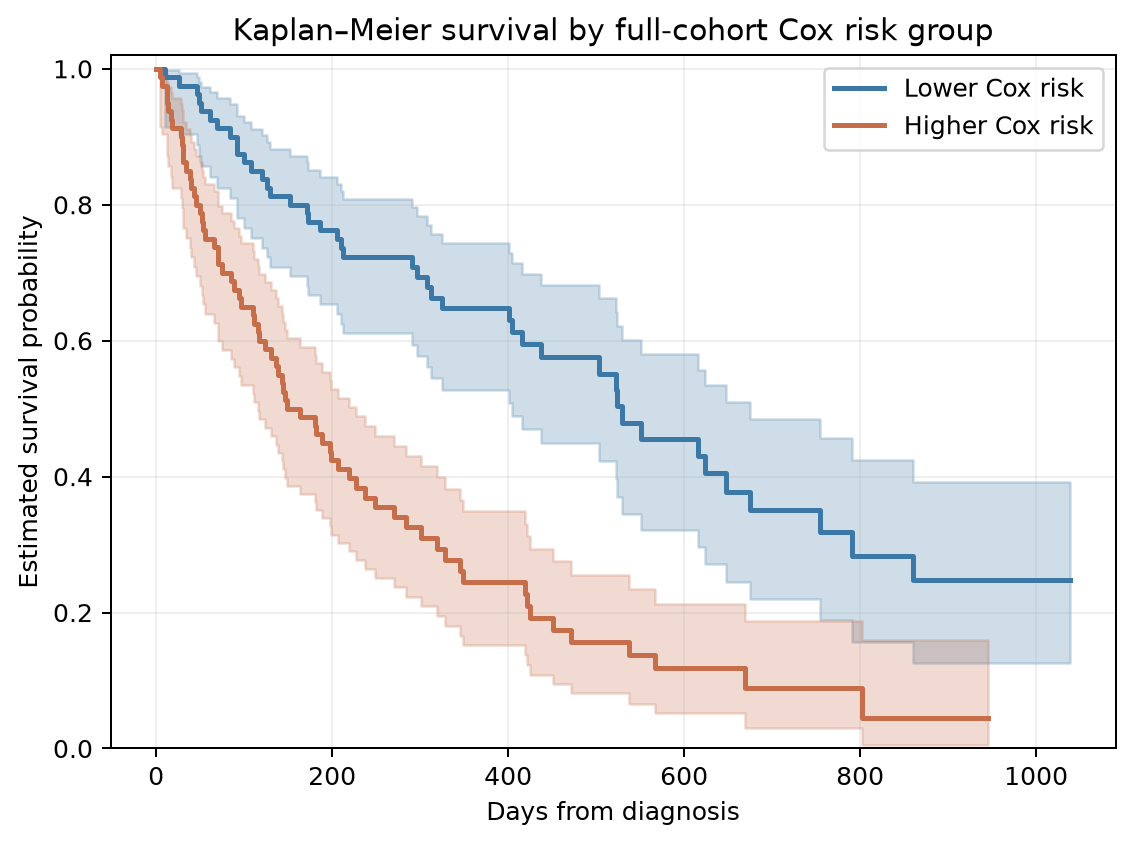 Kaplan–Meier survival by full-cohort Cox risk group
Lower Cox risk
Higher Cox risk
Estimated survival probability
1.0
0.8
0.6
0.4
0.2
0.0
0
200
400
600
800
1000
Days from diagnosis